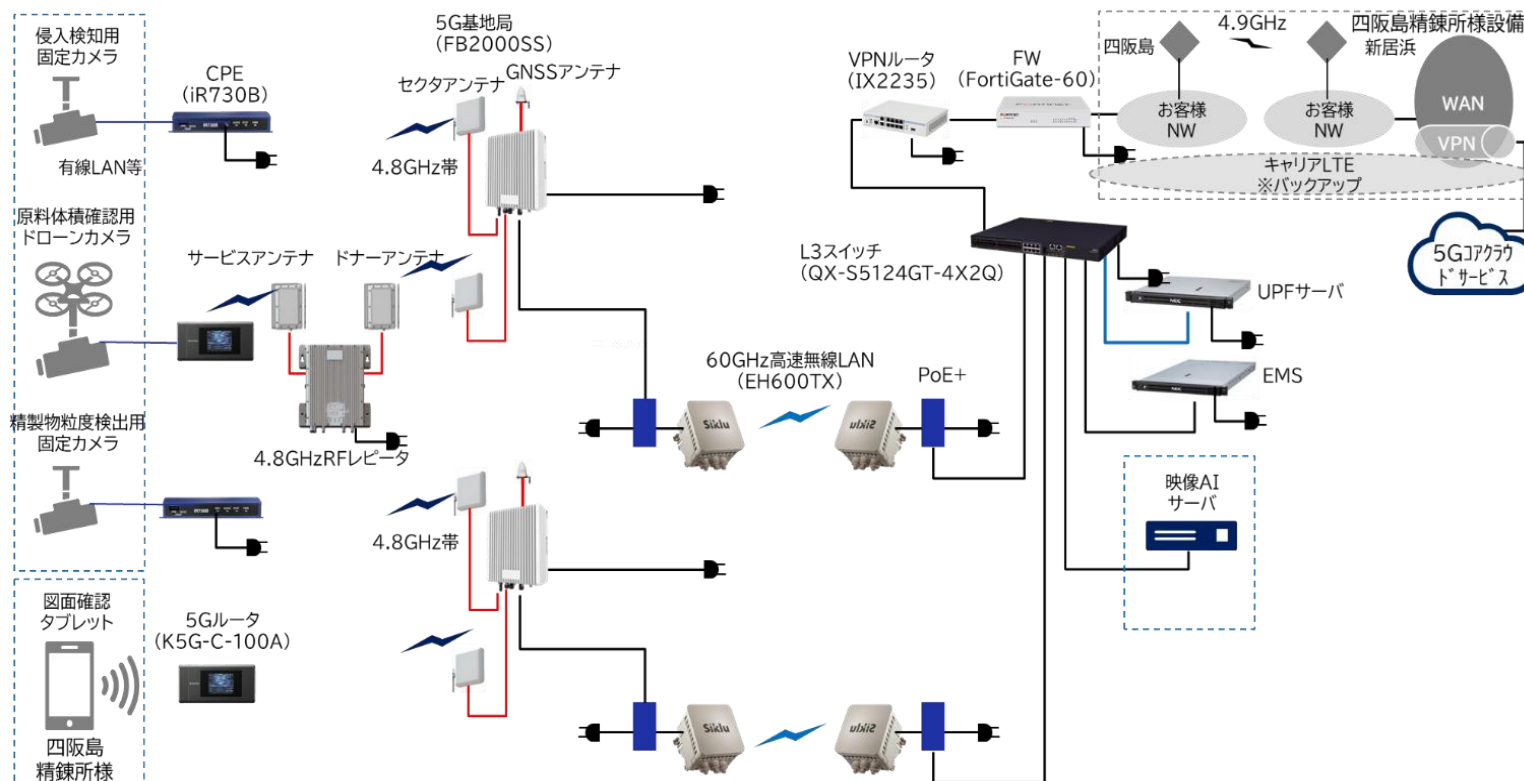 侵入検知用
固定カメラ
CPE
(iR730B)
有線LAN等
5G基地局
(FB2000SS)
セクタアンテナ
GNSSアンテナ
4.8GHz帯
VPNルータ
(IX2235)
FW
(FortiGate-60)
4.9GHz
四阪島精錬所様設備
四阪島
新居浜
お客様
NW
お客様
NW
WAN
VPN
キャリアLTE
※バックアップ
5Gコアクラウ
ドサービス
原料体積確認用
ドローンカメラ
サービスアンテナ
ドナーアンテナ
4.8GHzRFレピータ
L3スイッチ
(QX-S5124GT-4X2Q)
UPFサーバ
EMS
60GHz高速無線LAN
(EH600TX)
PoE+
Siklu
Siklu
精製物粒度検出用
固定カメラ
4.8GHz帯
映像AI
サーバ
図面確認
タブレット
5Gルータ
(K5G-C-100A)
四阪島
精錬所様
Siklu
Siklu